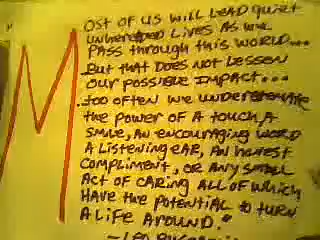 "Most of us will lead quiet
unheralded lives as we
pass through this world...
But that does not lesson
our possible impact...
too often we underestimate
the power of a touch, a
smile, an encouraging word
a listening ear, an honest
compliment, or any small
act of caring all of which
have the potential to turn
a life around."
~ Leo